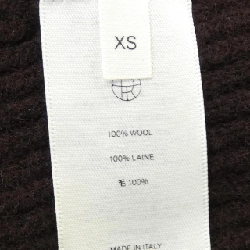 XS
100% WOOL
100% LAINE
毛 100%
MADE IN ITALY